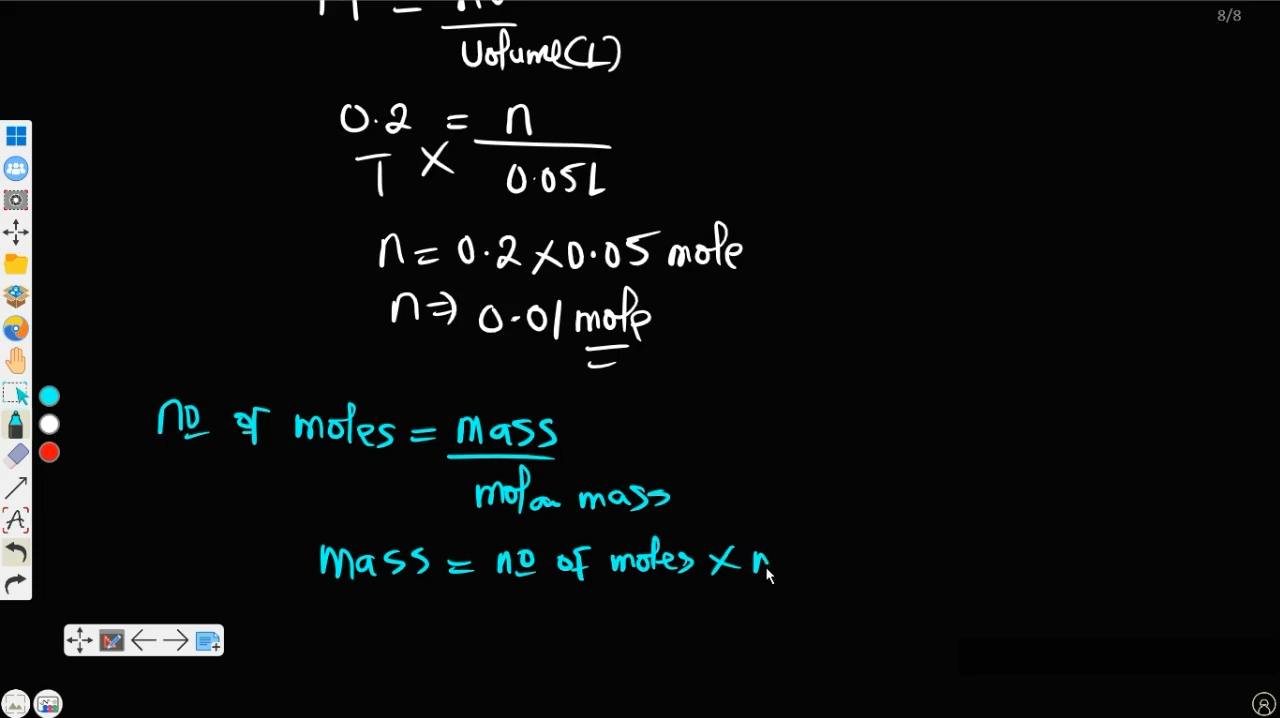 8/8
Volume(L)
0.2 = n
1 × 0.05L
n = 0.2 × 0.05 mole
n ⇒ 0.01 mole
no of moles = mass
molar mass
Mass = no of moles × m